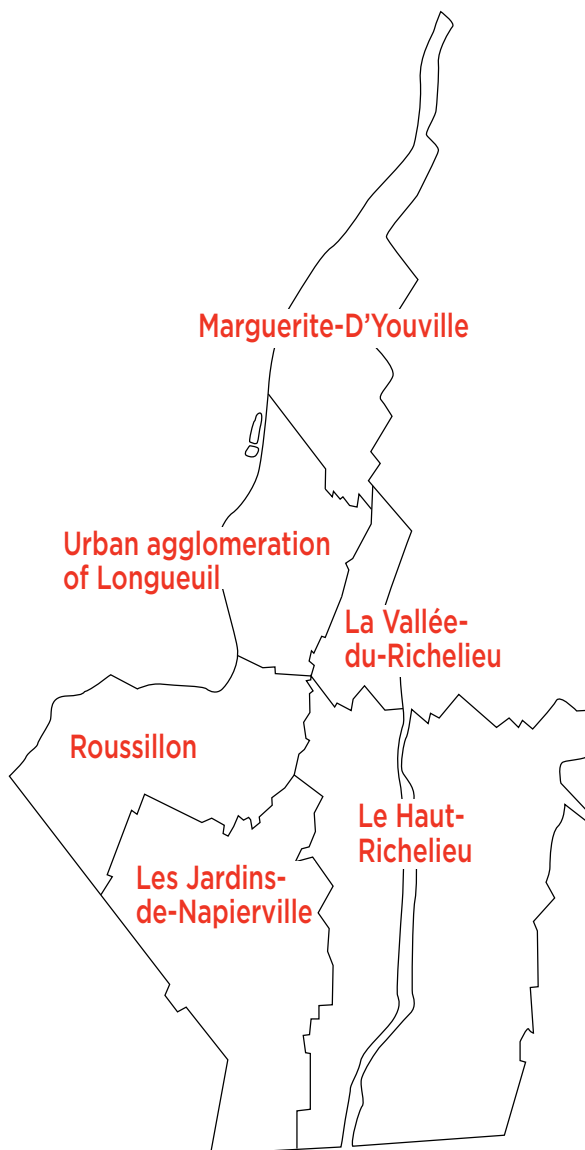 Marguerite-D’Youville
Urban agglomeration
of Longueuil
La Vallée-
du-Richelieu
Roussillon
Le Haut-
Richelieu
Les Jardins-
de-Napierville